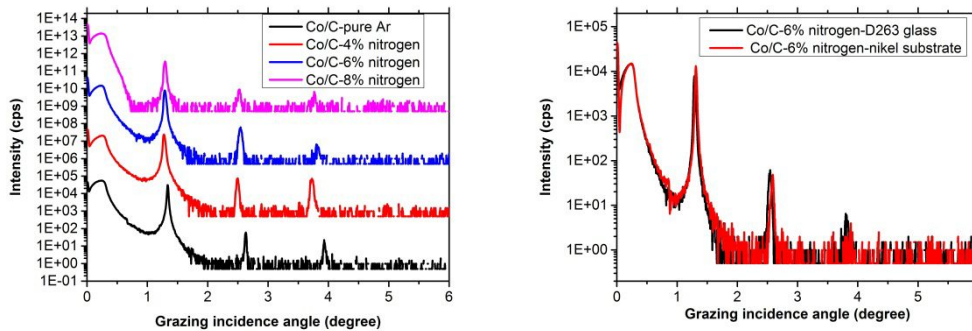 1E+14
1E+13
1E+12
1E+11
1E+10
1E+09
1E+08
1E+07
1E+06
1E+05
1E+04
1E+03
1E+02
1E+01
1E+00
1E-01
Intensity (cps)
Co/C-pure Ar
Co/C-4% nitrogen
Co/C-6% nitrogen
Co/C-8% nitrogen
0 1 2 3 4 5 6
Grazing incidence angle (degree)
1E+05
1E+04
1E+03
1E+02
1E+01
1E+00
Intensity (cps)
Co/C-6% nitrogen-D263 glass
Co/C-6% nitrogen-nikel substrate
0 1 2 3 4 5
Grazing incidence angle (degree)